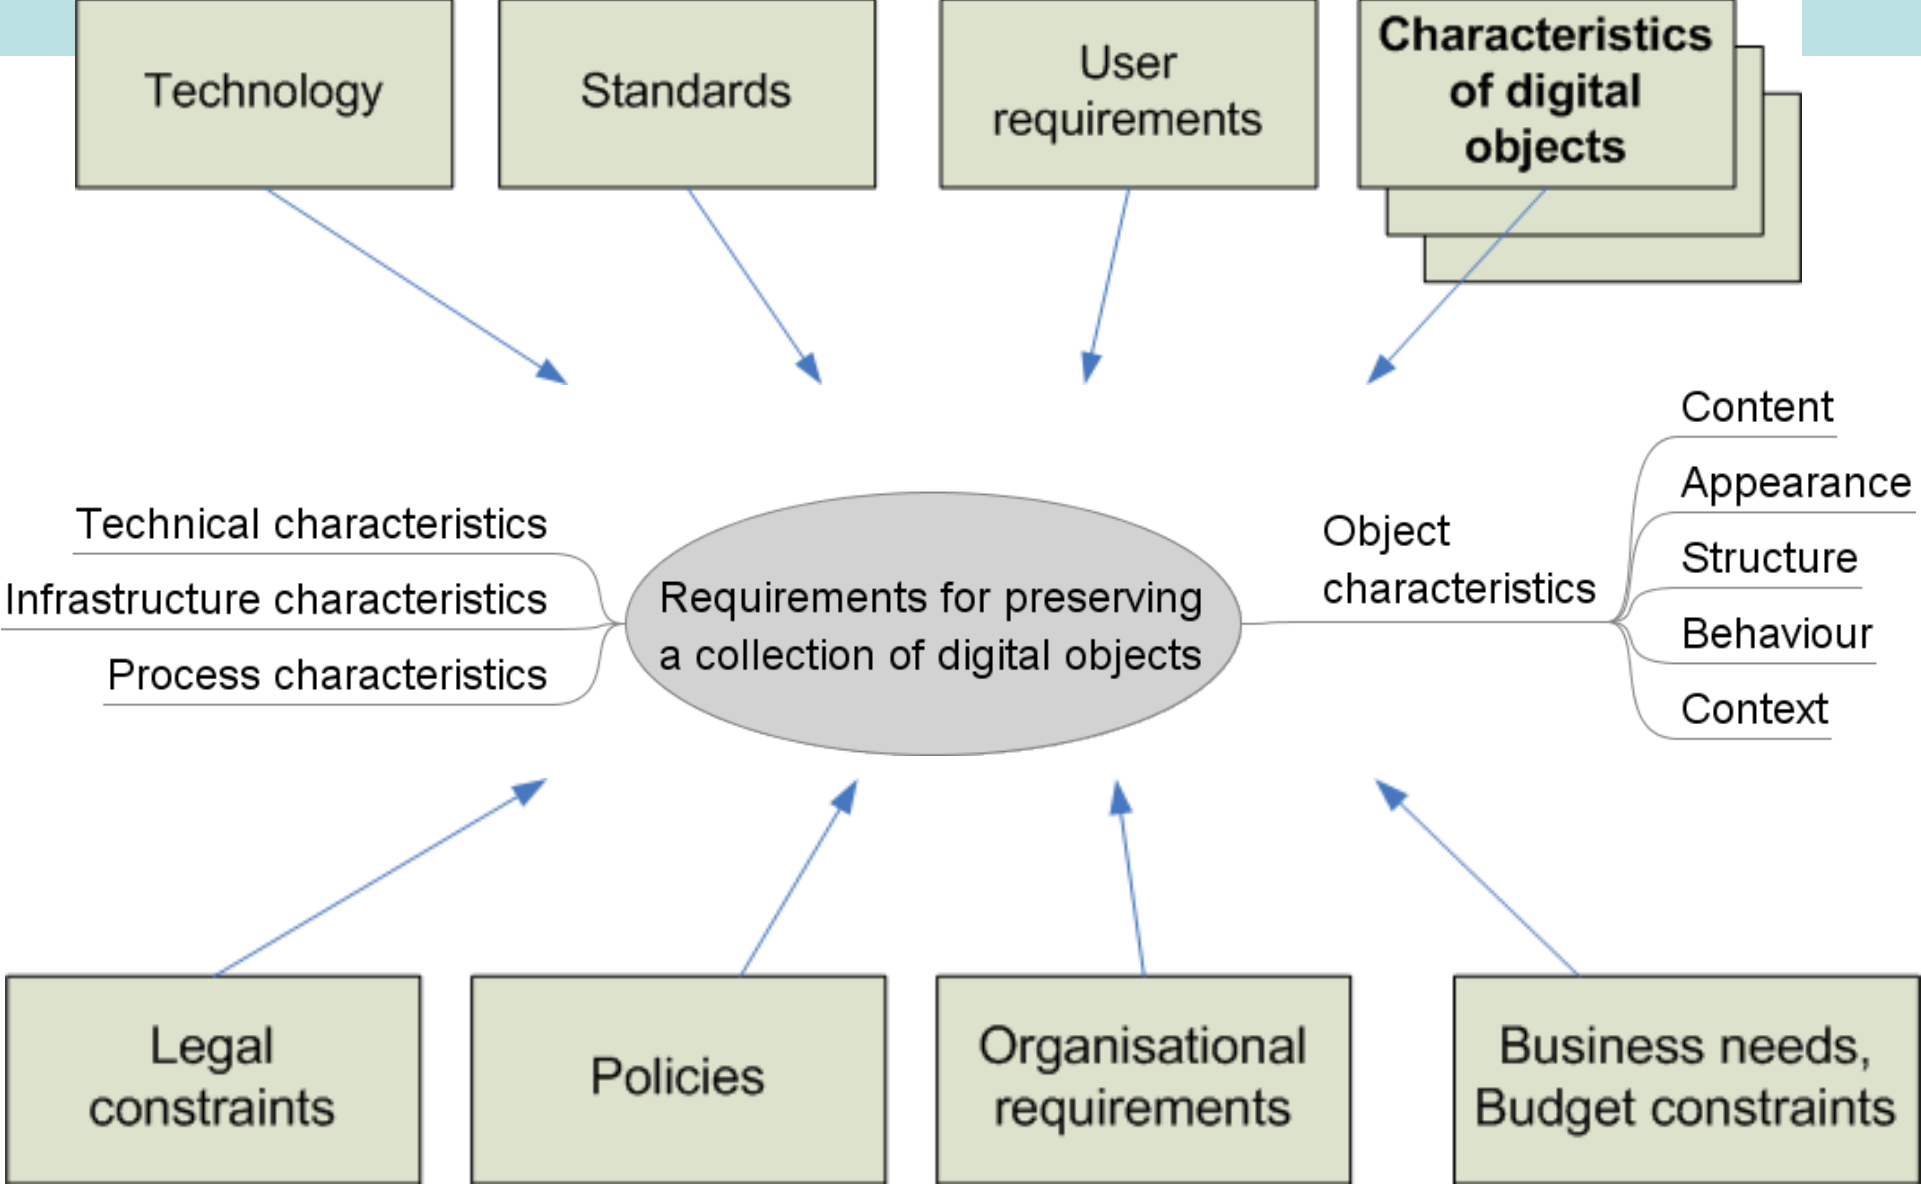 Technology
Standards
User
requirements
Characteristics
of digital
objects
Technical characteristics
Infrastructure characteristics
Process characteristics
Requirements for preserving
a collection of digital objects
Object
characteristics
Content
Appearance
Structure
Behaviour
Context
Legal
constraints
Policies
Organisational
requirements
Business needs,
Budget constraints